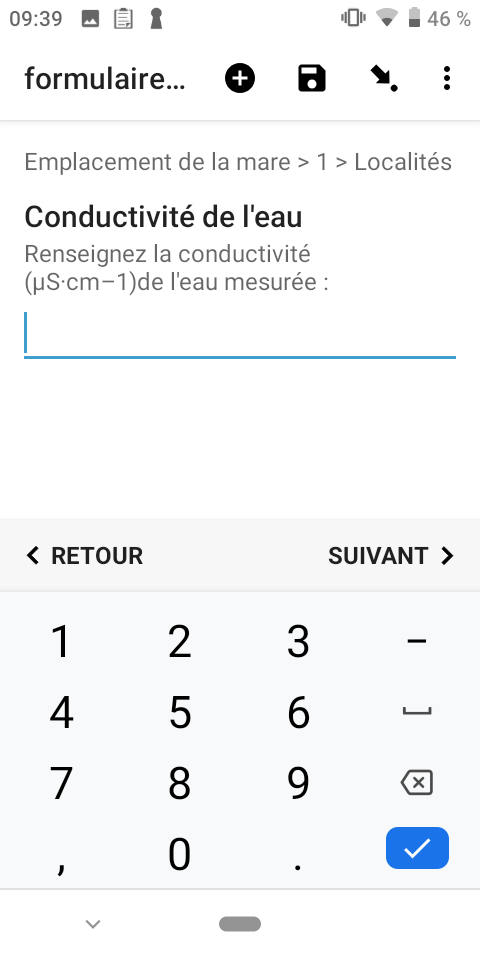 09:39 46 %
formulaire...
Emplacement de la mare > 1 > Localités
Conductivité de l'eau
Renseignez la conductivité
(µS·cm−1)de l'eau mesurée :
RETOUR SUIVANT
1 2 3 −
4 5 6
7 8 9
, 0 .